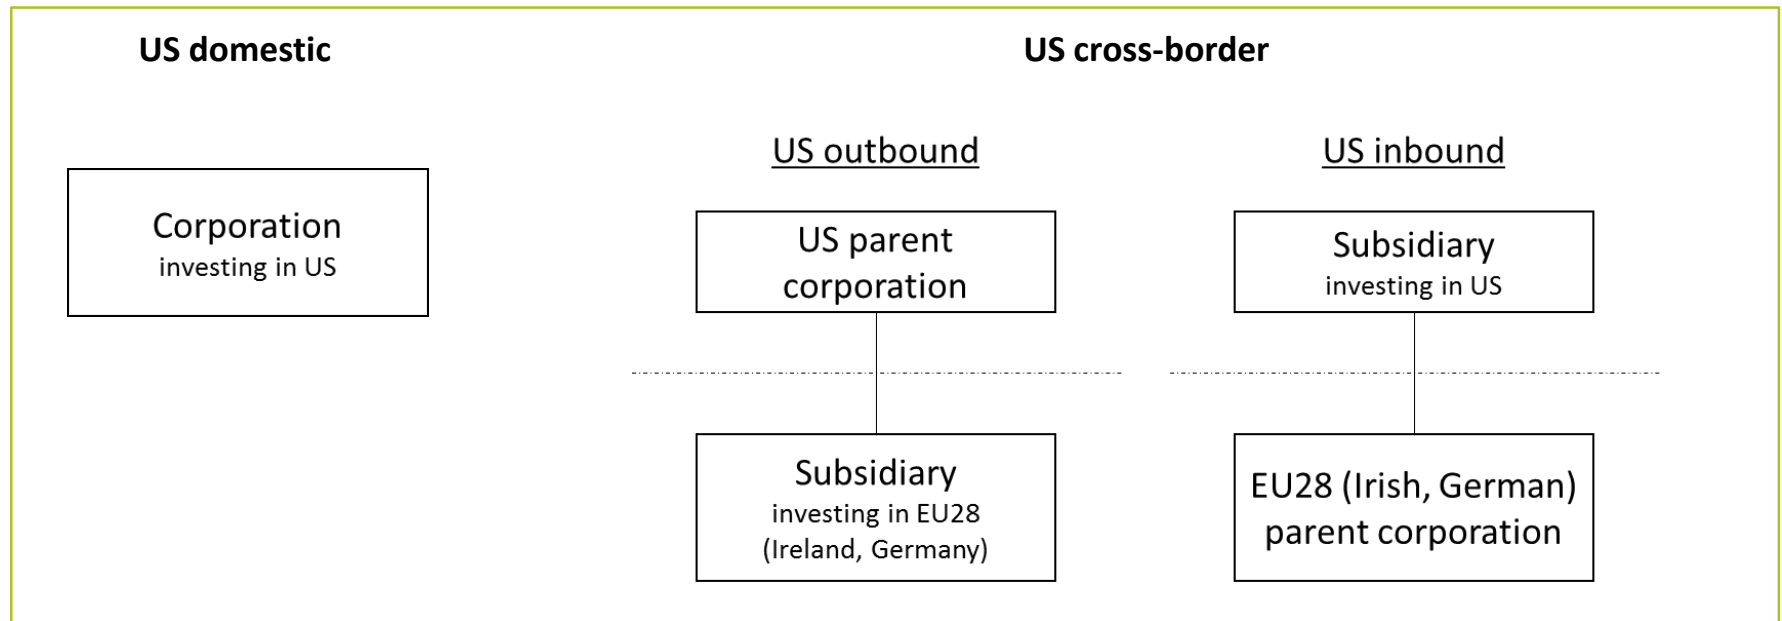 US domestic
US cross-border
Corporation
investing in US
US outbound
US parent
corporation
Subsidiary
investing in EU28
(Ireland, Germany)
US inbound
Subsidiary
investing in US
EU28 (Irish, German)
parent corporation